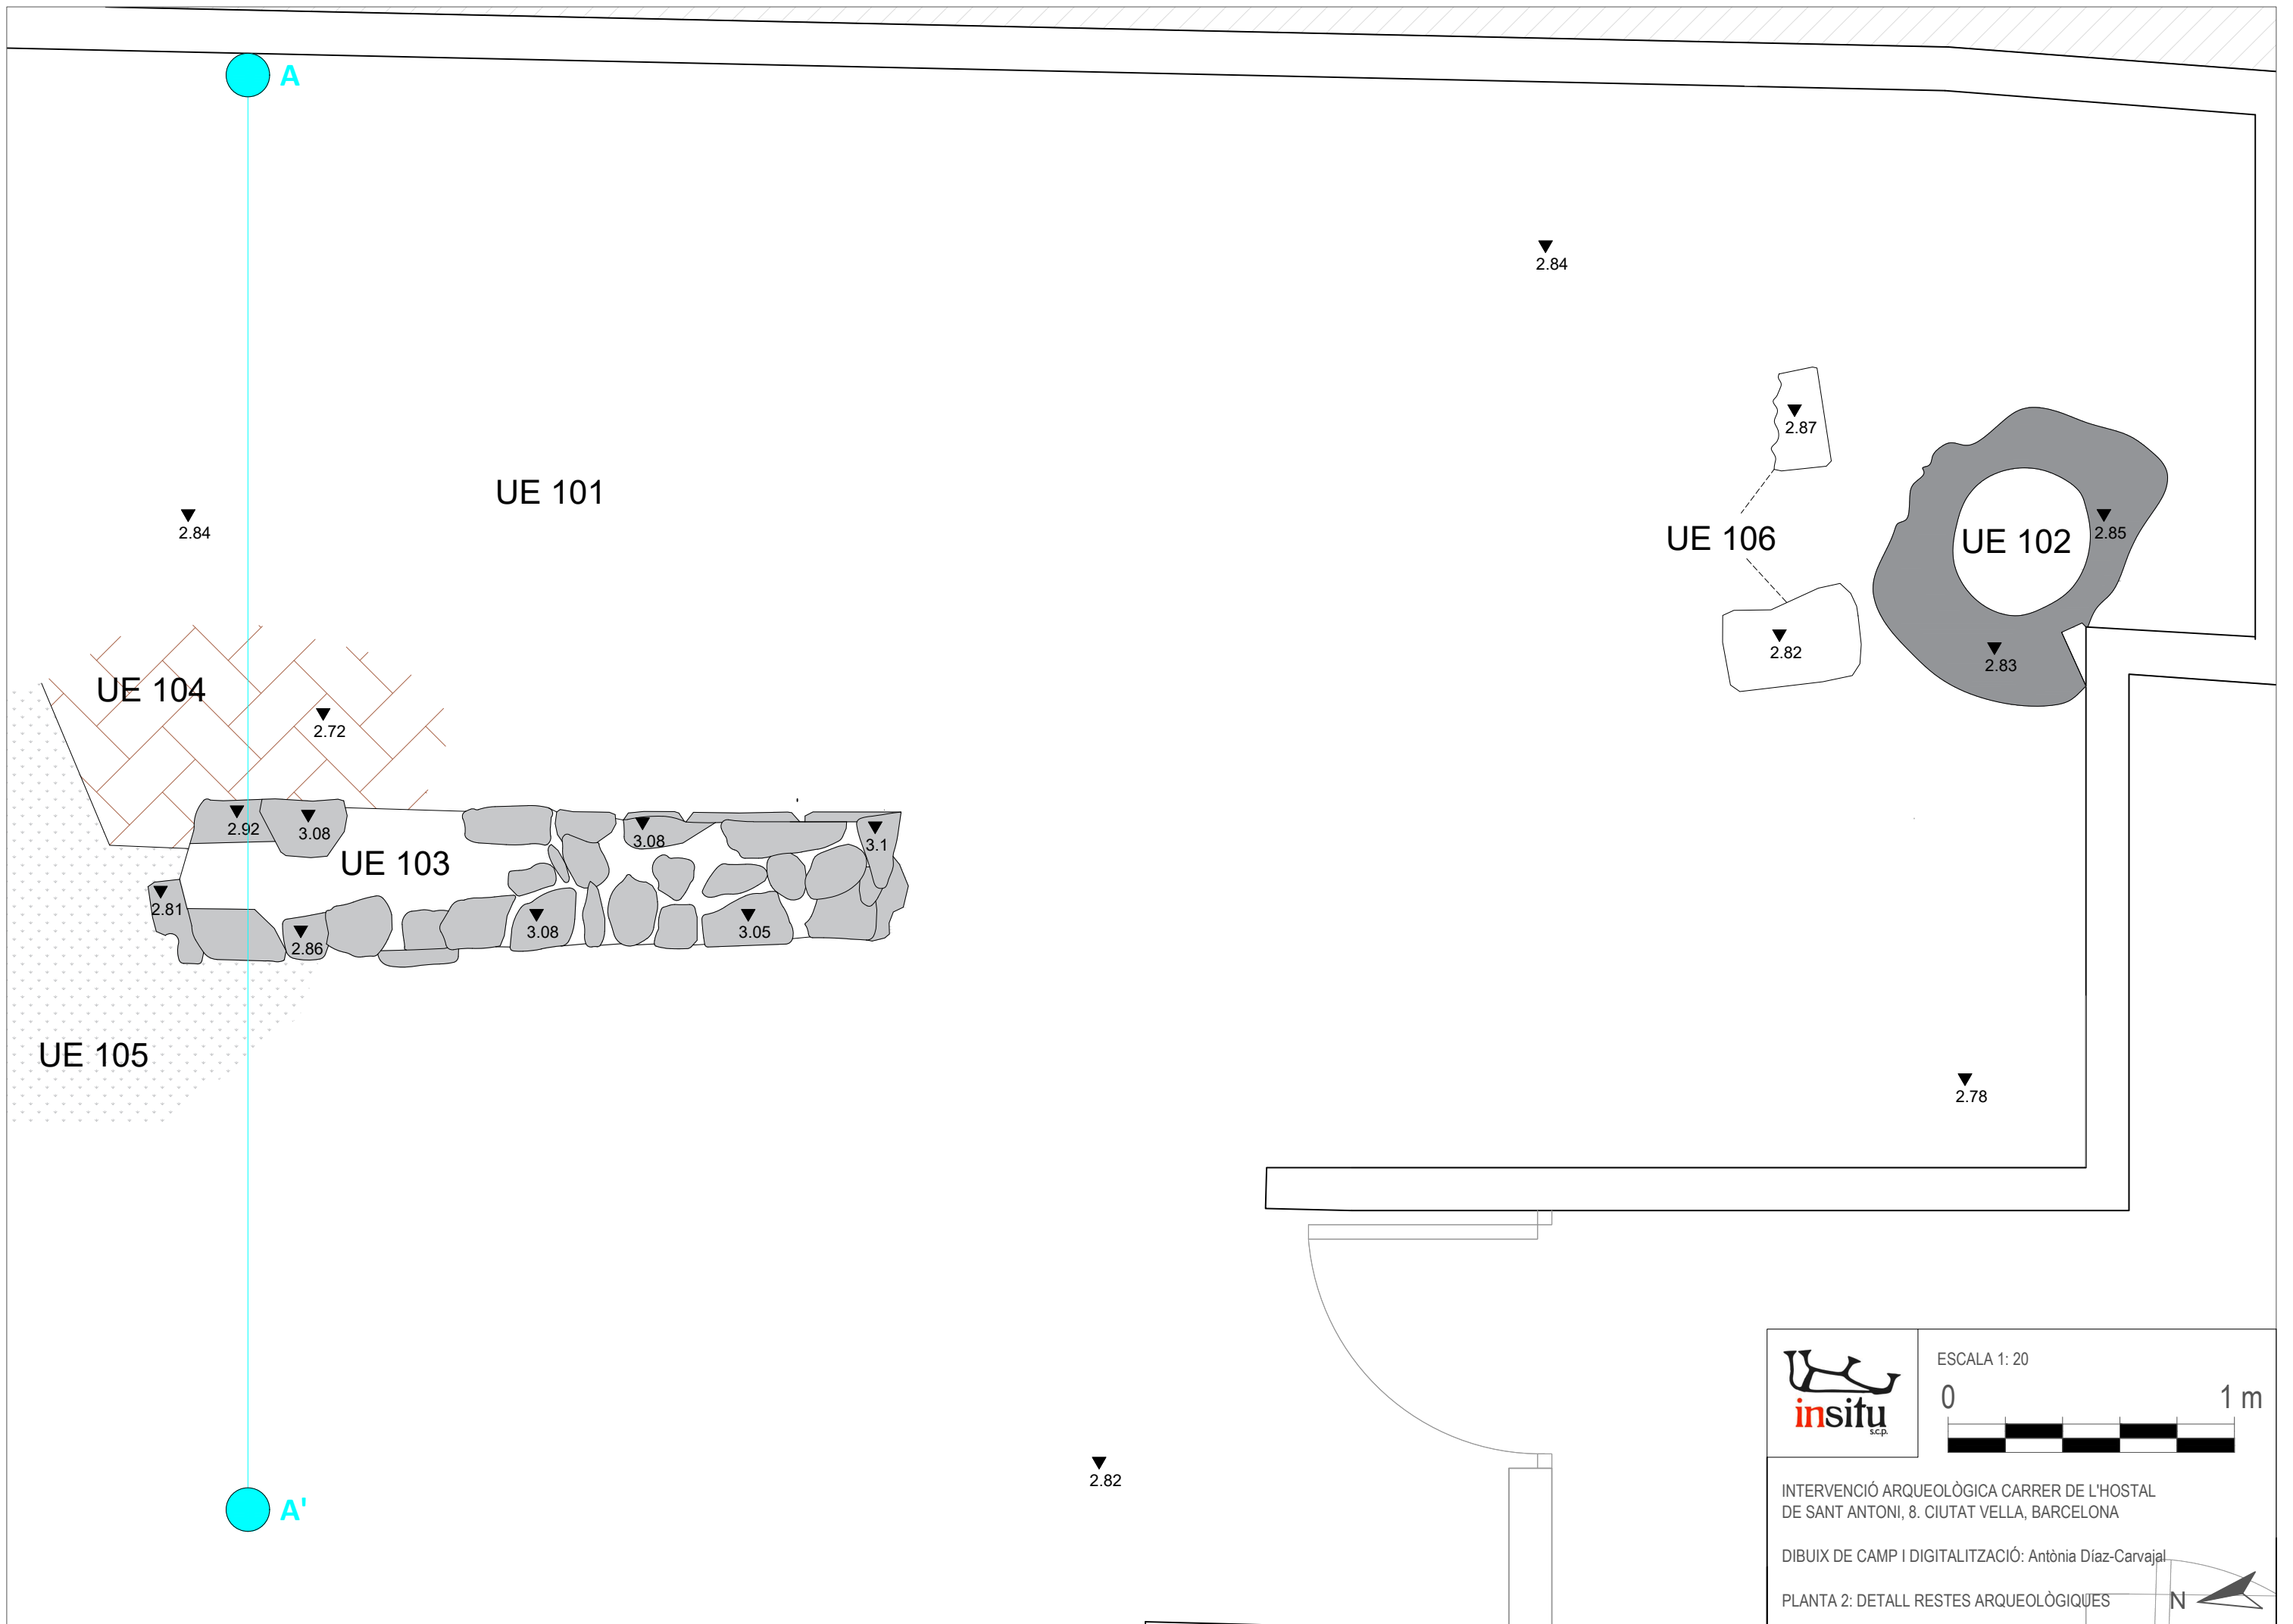 A
2.84
2.87
UE 101
2.84
UE 106
UE 102
2.85
2.82
2.83
UE 104
2.72
2.92
3.08
3.08
3.1
UE 103
2.81
2.86
3.08
3.05
UE 105
2.78
2.82
A'
insitu
s.c.p.
ESCALA 1: 20
0 1 m
INTERVENCIÓ ARQUEOLÒGICA CARRER DE L'HOSTAL
DE SANT ANTONI, 8. CIUTAT VELLA, BARCELONA
DIBUIX DE CAMP I DIGITALITZACIÓ: Antònia Díaz-Carvajal
PLANTA 2: DETALL RESTES ARQUEOLÒGIQUES
N